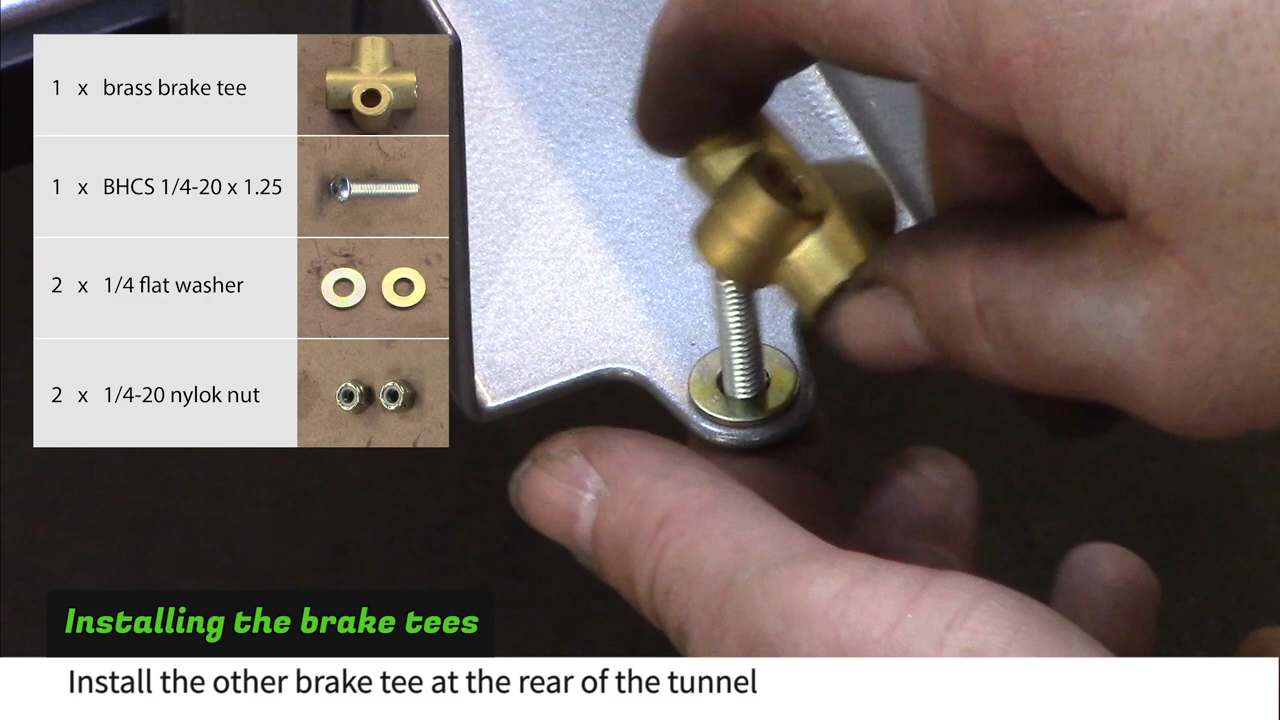 1 x brass brake tee
1 x BHCS 1/4-20 x 1.25
2 x 1/4 flat washer
2 x 1/4-20 nylok nut
Installing the brake tees
Install the other brake tee at the rear of the tunnel